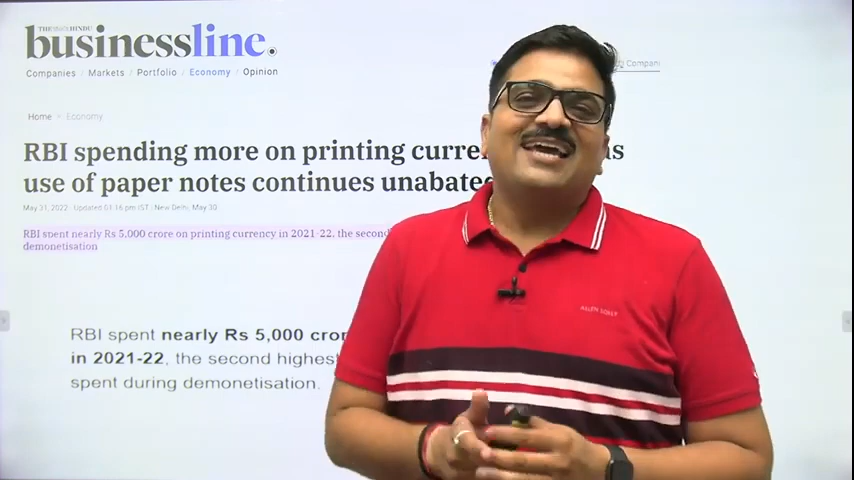 THE HINDU
businessline.
Companies / Markets / Portfolio / Economy / Opinion
Compani
Home > Economy
RBI spending more on printing curre s
use of paper notes continues unabate
May 31, 2022 - Updated 01:16 pm IST | New Delhi, May 30
RBI spent nearly Rs 5,000 crore on printing currency in 2021-22, the second
demonetisation
RBI spent nearly Rs 5,000 cror
in 2021-22, the second highes
spent during demonetisation.
ALLEN SOLLY